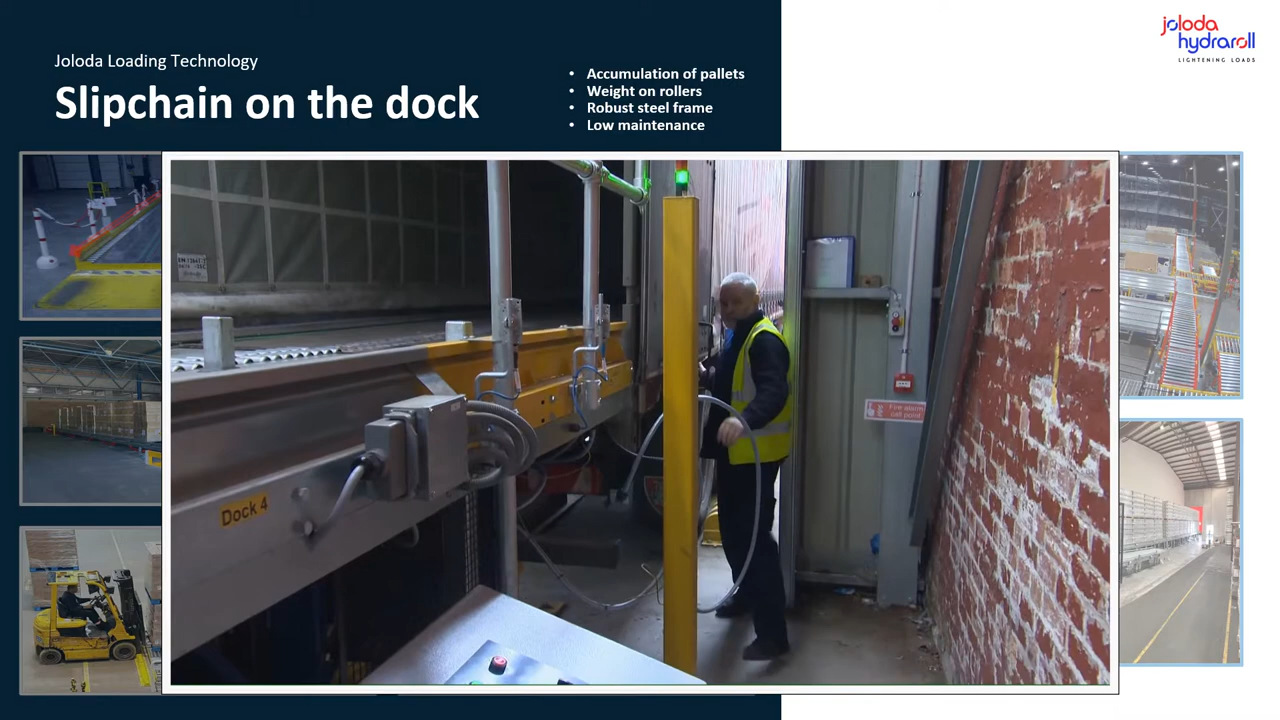 Joloda Loading Technology
Slipchain on the dock
• Accumulation of pallets
• Weight on rollers
• Robust steel frame
• Low maintenance
joloda
hydraroll
LIGHTENING LOADS
Fire alarm
call point
Dock 4